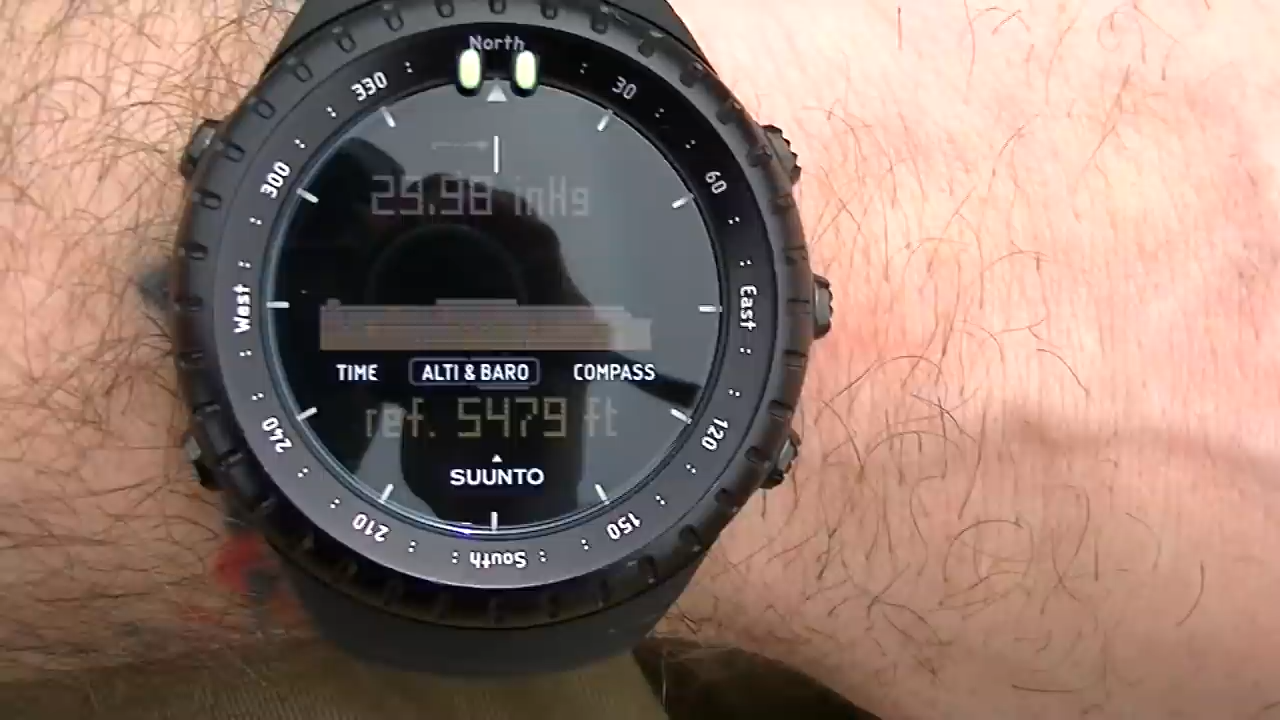 North
330
30
300
60
29.98 inHg
West
East
TIME
ALTI & BARO
COMPASS
ref. 5479 ft
240
120
SUUNTO
210
150
South